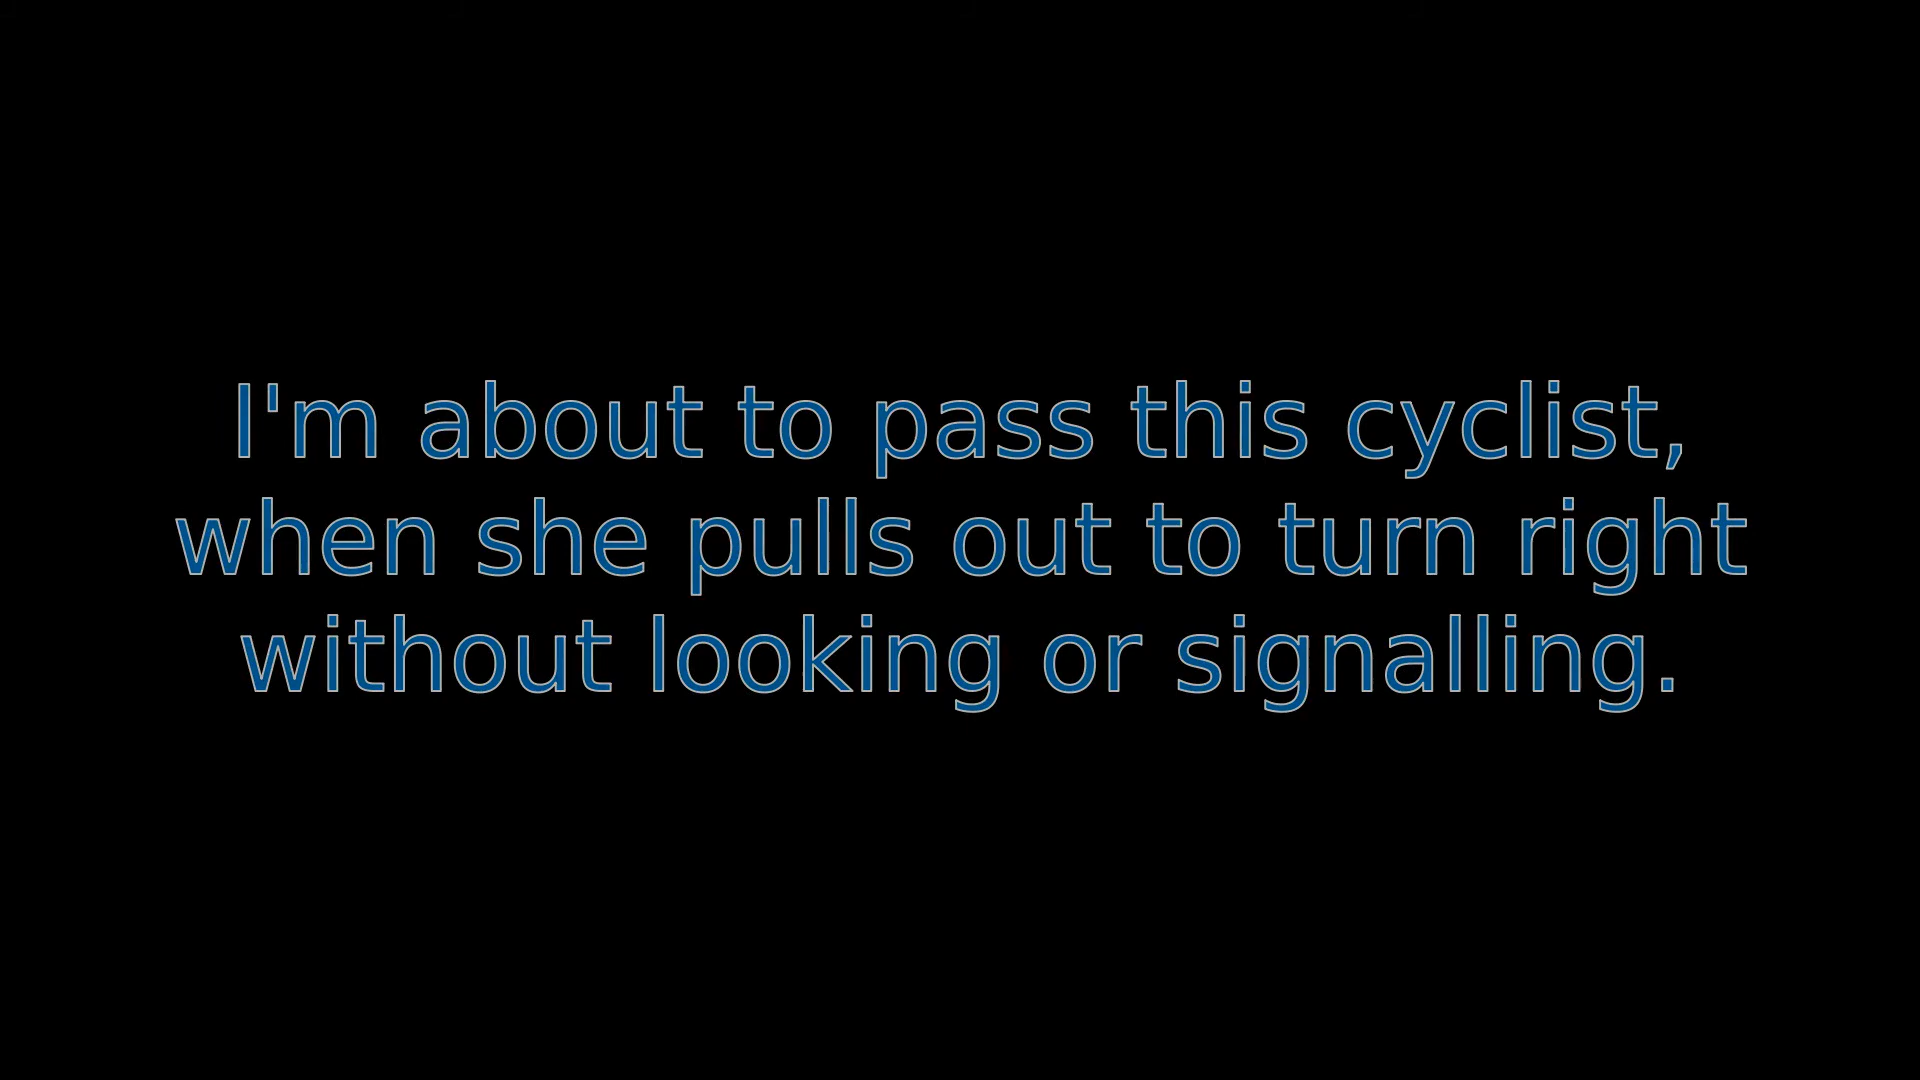 I'm about to pass this cyclist,
when she pulls out to turn right
without looking or signalling.